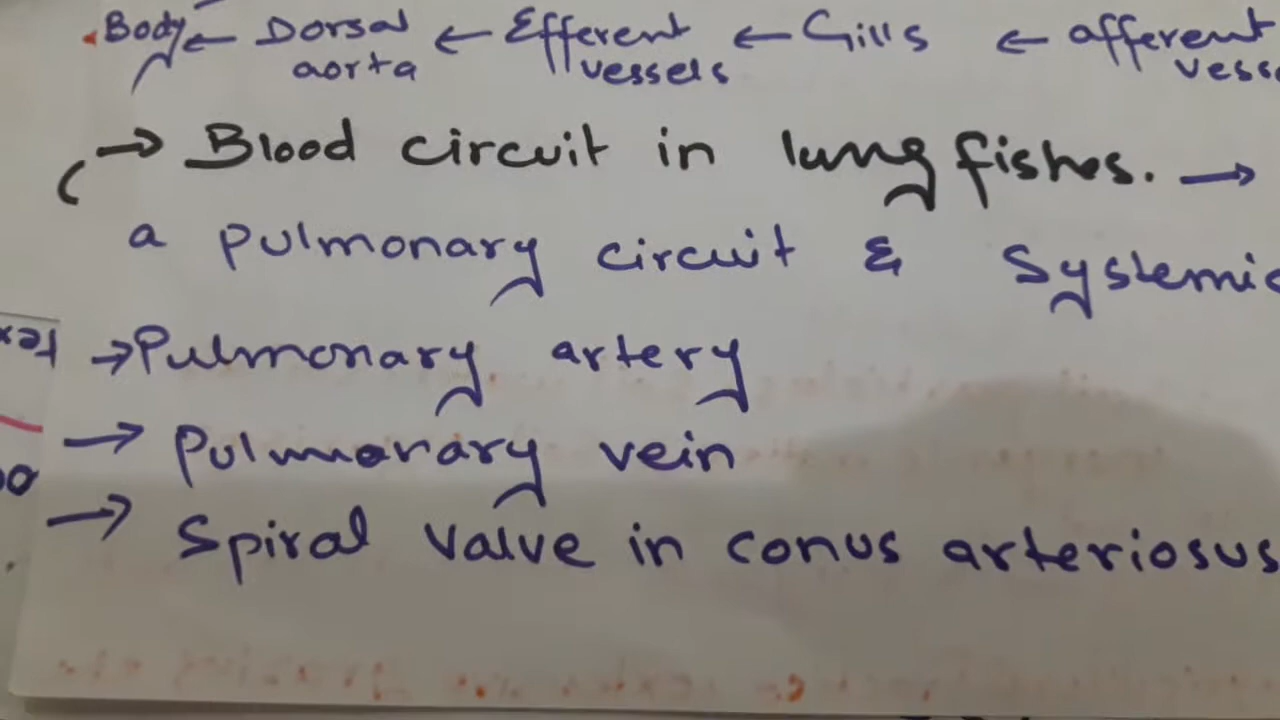 Body ← Dorsal ← Efferent ← Gills ← afferent
aorta vessels
→ Blood circuit in lung fishes. →
a pulmonary circuit & Systemic
→ Pulmonary artery
→ Pulmonary vein
→ Spiral valve in conus arteriosus